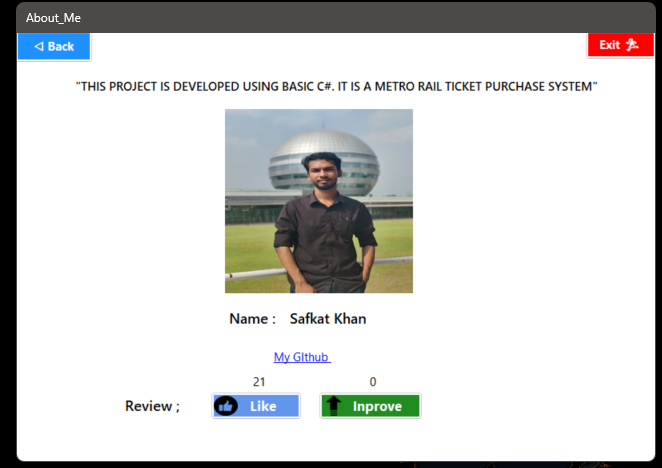 About_Me
◁ Back
Exit
"THIS PROJECT IS DEVELOPED USING BASIC C#. IT IS A METRO RAIL TICKET PURCHASE SYSTEM"
Name : Safkat Khan
My GIthub
21 0
Review ; Like Inprove